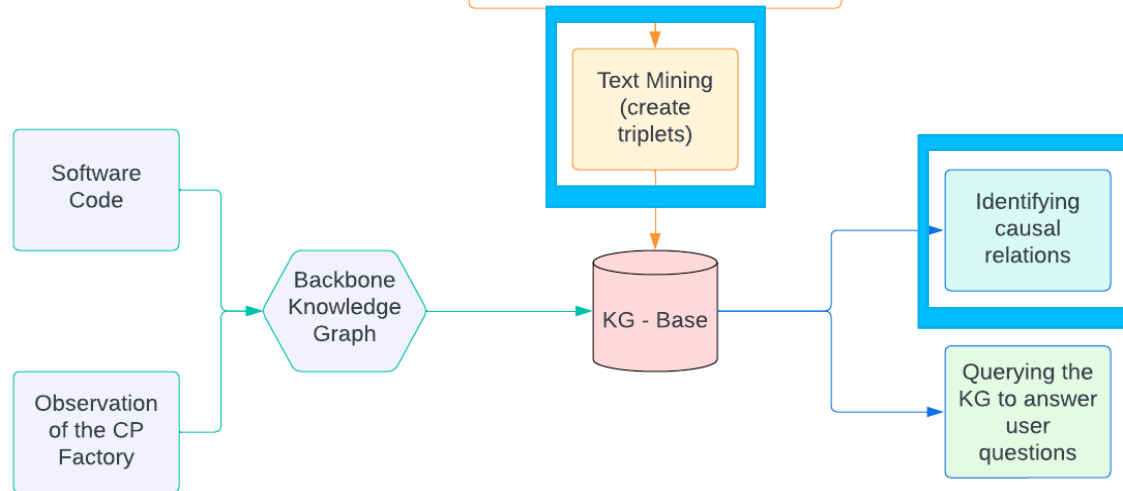 Text Mining
(create
triplets)
Software
Code
Identifying
causal
relations
Backbone
Knowledge
Graph
KG - Base
Observation
of the CP
Factory
Querying the
KG to answer
user
questions